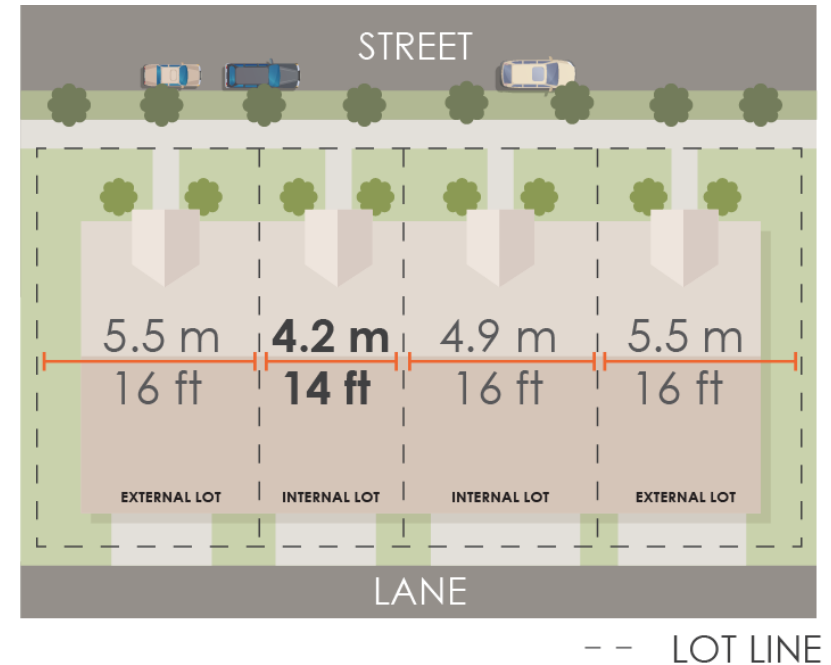 STREET
5.5 m 4.2 m 4.9 m 5.5 m
16 ft 14 ft 16 ft 16 ft
EXTERNAL LOT INTERNAL LOT INTERNAL LOT EXTERNAL LOT
LANE
LOT LINE